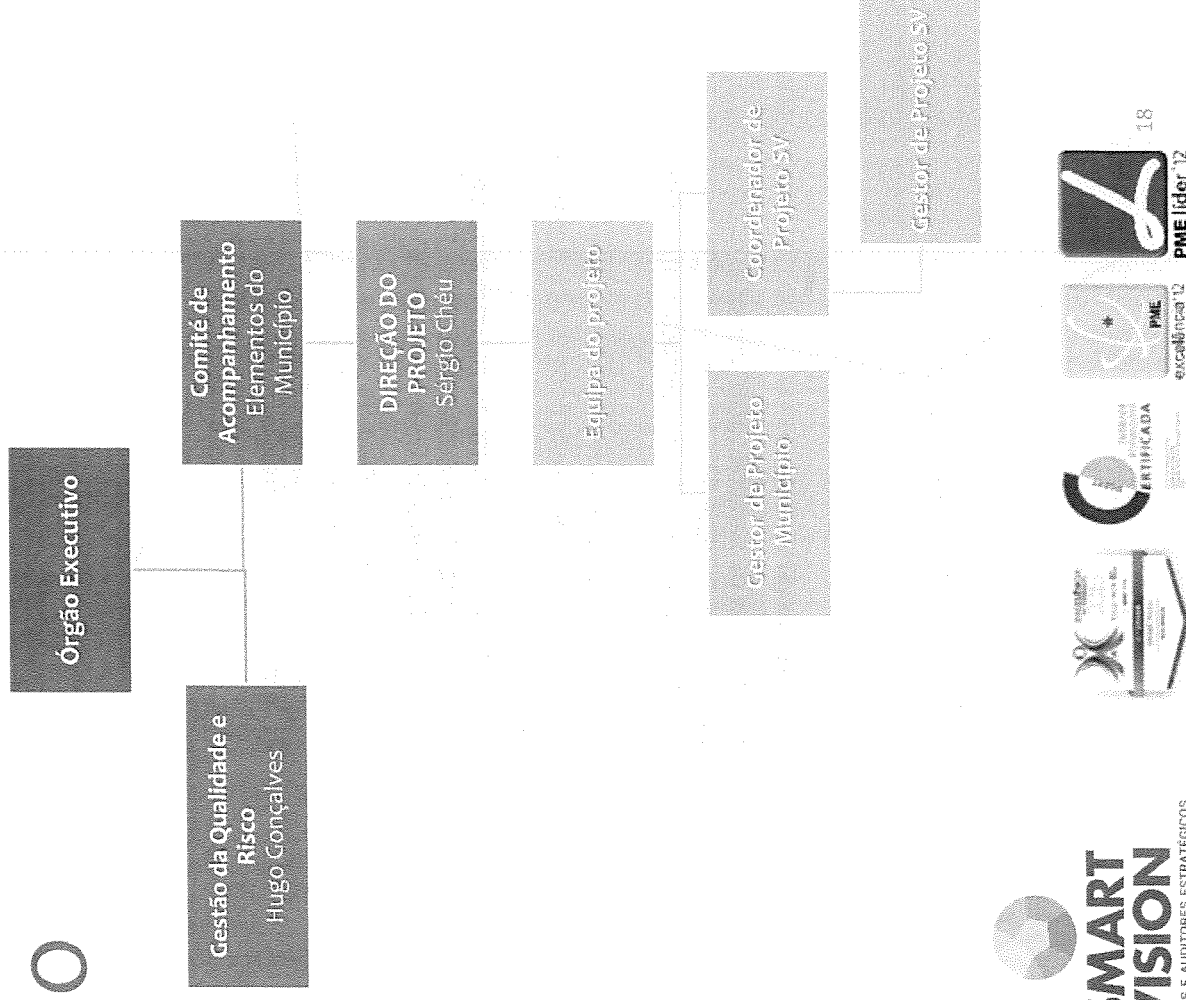 O
Órgão Executivo
Gestão da Qualidade e
Risco
Hugo Gonçalves
Comité de
Acompanhamento
Elementos do
Município
DIREÇÃO DO
PROJETO
Sérgio Chéu
Equipa do projeto
Gestor de Projeto
Município
Coordenador de
Projeto SV
Gestor de Projeto SV
SMART
VISION
S E AUDITORES ESTRATÉGICOS
ERTIFICADA
PME
excelência'12
PME líder'12
18